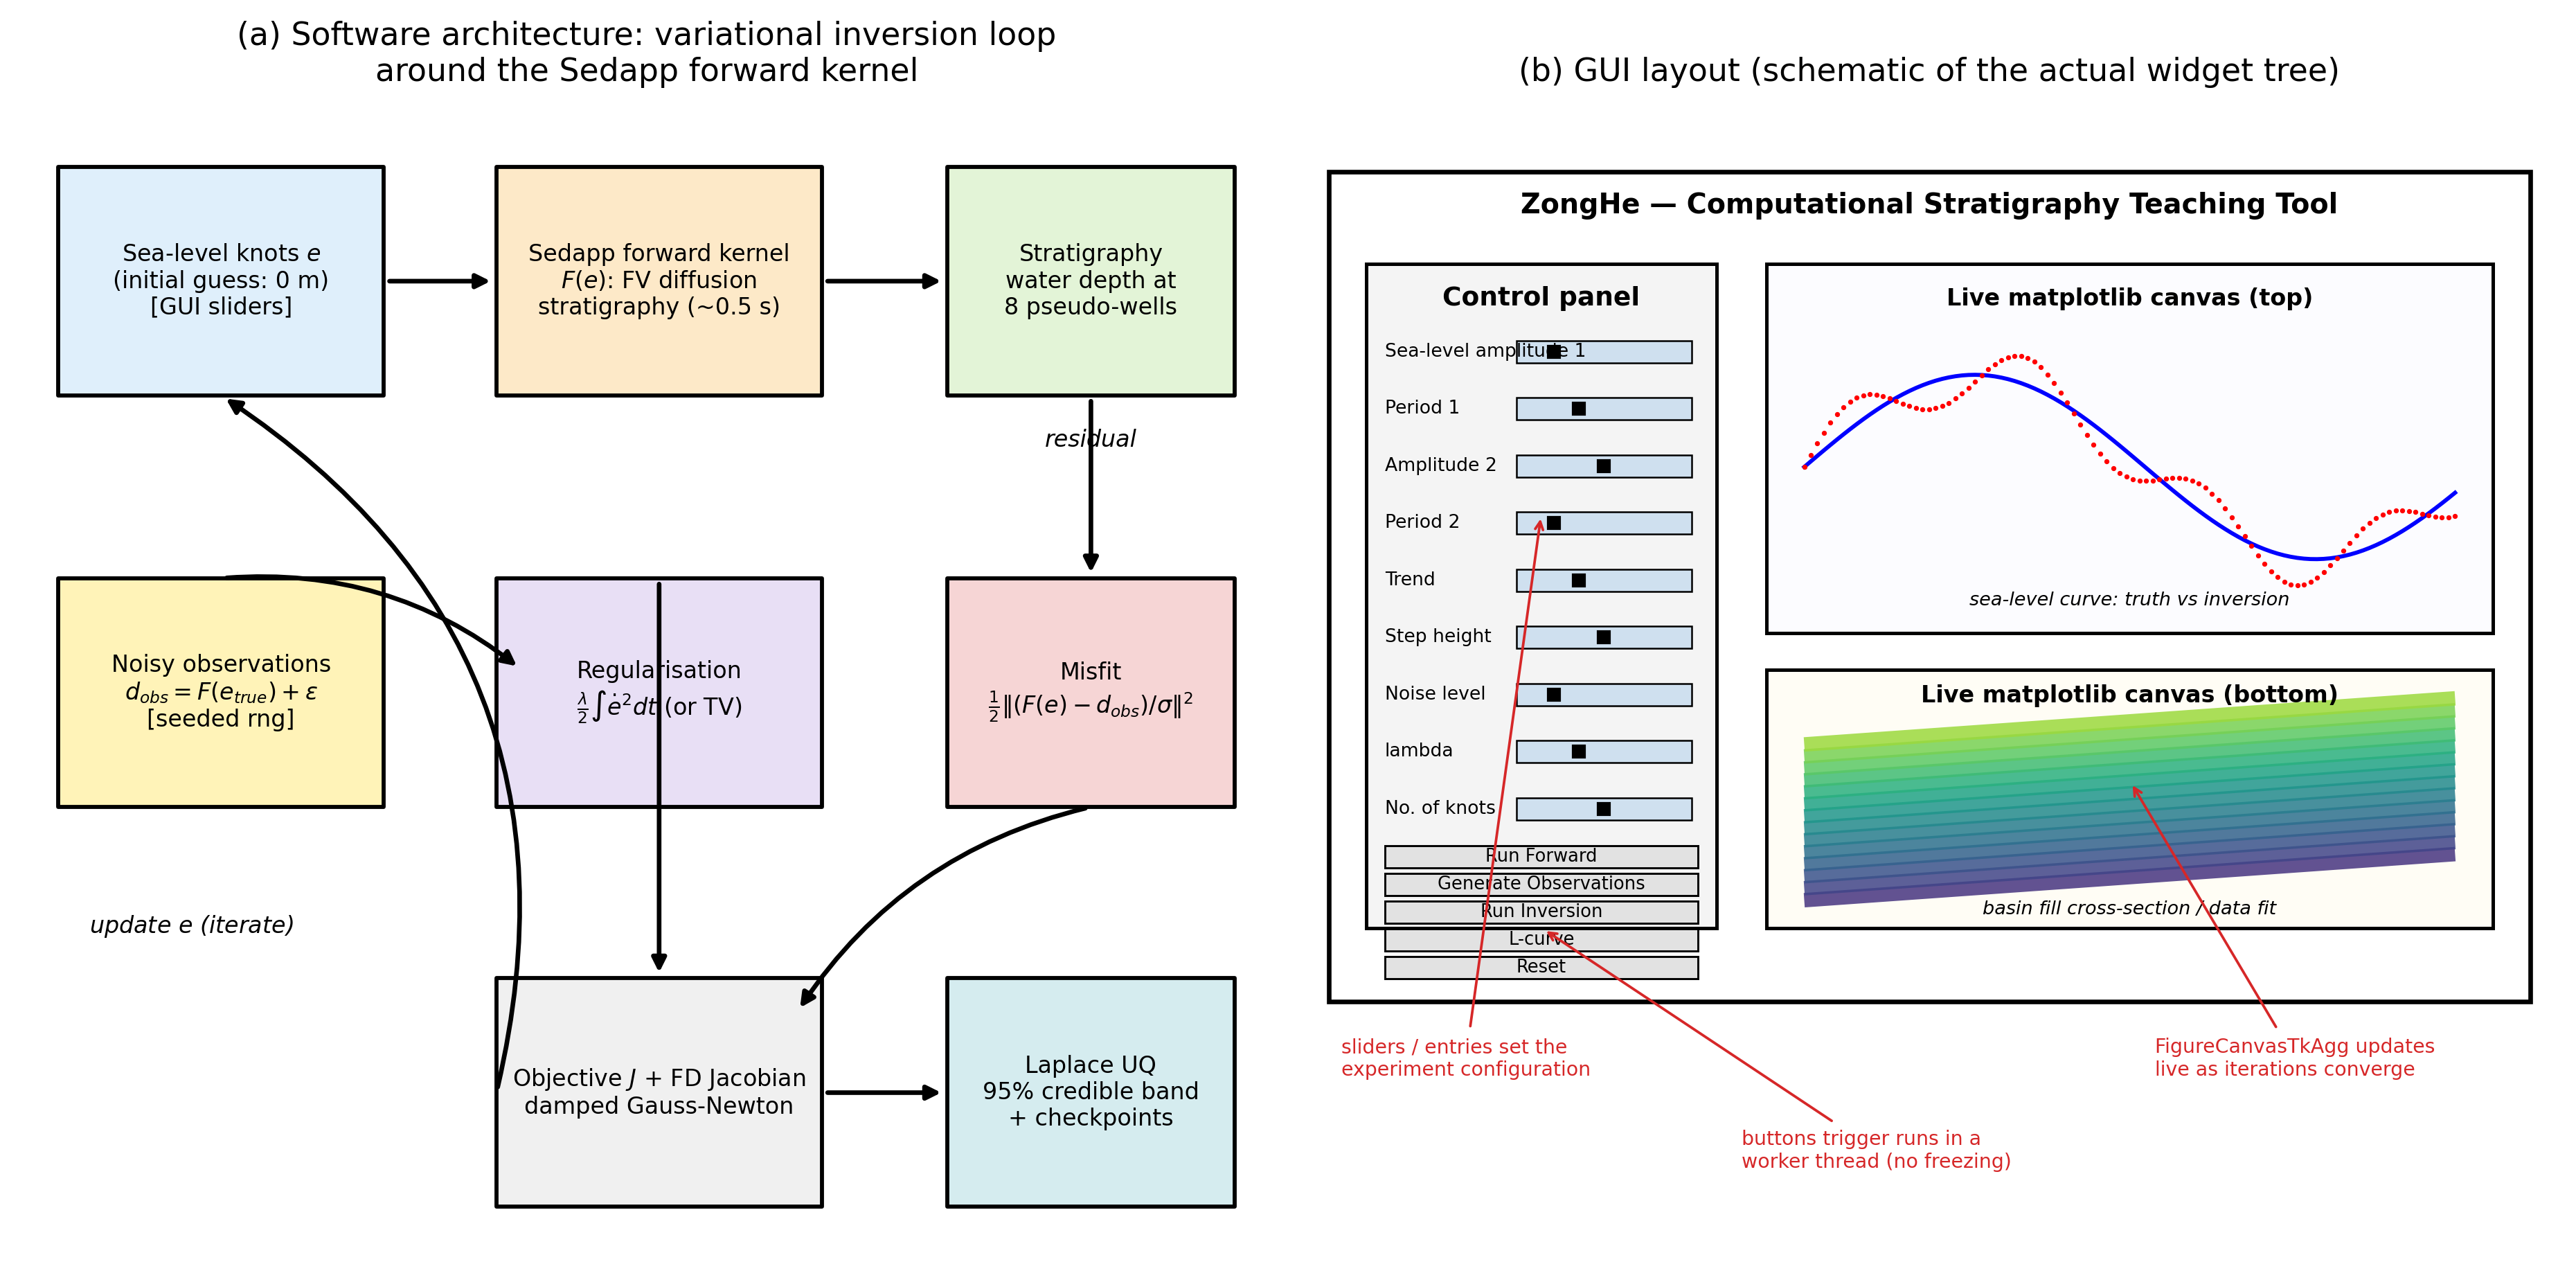 (a) Software architecture: variational inversion loop
around the Sedapp forward kernel
Sea-level knots e
(initial guess: 0 m)
[GUI sliders]
Sedapp forward kernel
F(e): FV diffusion
stratigraphy (~0.5 s)
Stratigraphy
water depth at
8 pseudo-wells
residual
Noisy observations
d_obs = F(e_true) + ε
[seeded rng]
Regularisation
λ/2 ∫ ė² dt (or TV)
Misfit
1/2 ‖(F(e) − d_obs)/σ‖²
update e (iterate)
Objective J + FD Jacobian
damped Gauss-Newton
Laplace UQ
95% credible band
+ checkpoints
(b) GUI layout (schematic of the actual widget tree)
ZongHe — Computational Stratigraphy Teaching Tool
Control panel
Sea-level amplitude 1
Period 1
Amplitude 2
Period 2
Trend
Step height
Noise level
lambda
No. of knots
Run Forward
Generate Observations
Run Inversion
L-curve
Reset
Live matplotlib canvas (top)
sea-level curve: truth vs inversion
Live matplotlib canvas (bottom)
basin fill cross-section / data fit
sliders / entries set the
experiment configuration
buttons trigger runs in a
worker thread (no freezing)
FigureCanvasTkAgg updates
live as iterations converge